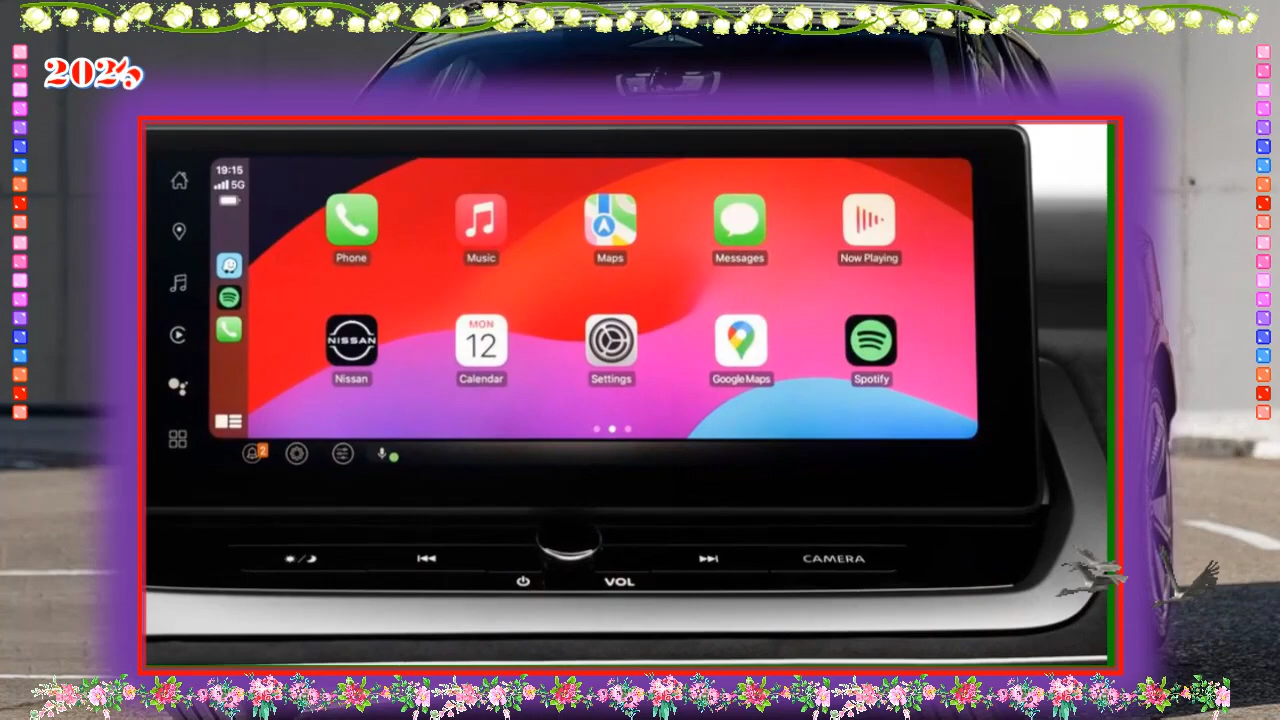 2026
19:15
5G
Phone
Music
Maps
Messages
Now Playing
NISSAN
MON
12
Nissan
Calendar
Settings
Google Maps
Spotify
2
CAMERA
VOL